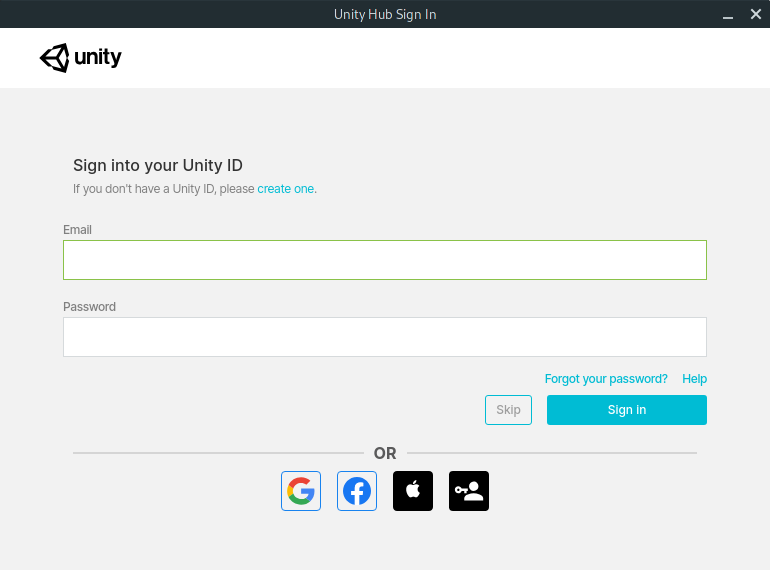 Unity Hub Sign In
unity
Sign into your Unity ID
If you don't have a Unity ID, please create one.
Email
Password
Forgot your password? Help
Skip Sign in
OR